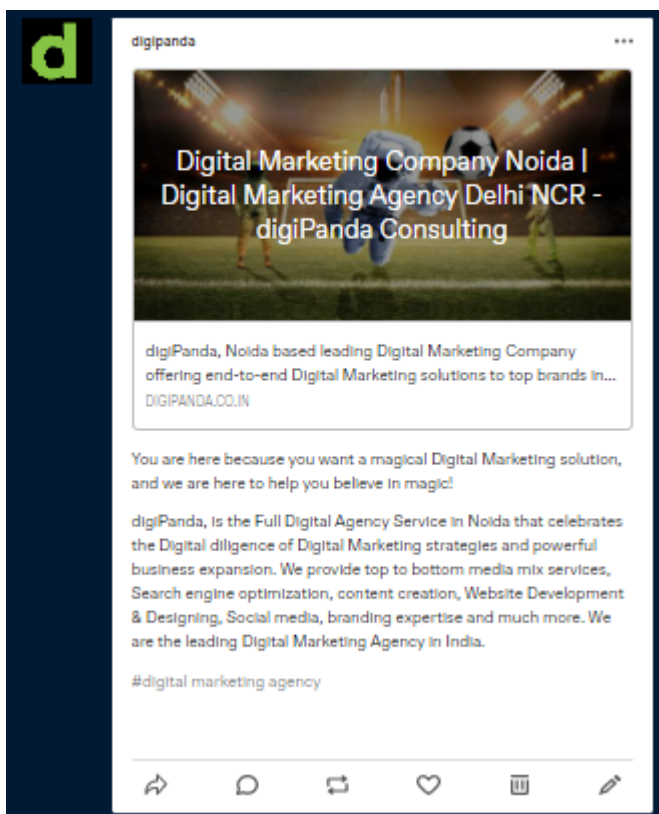 d
digipanda
Digital Marketing Company Noida |
Digital Marketing Agency Delhi NCR -
digiPanda Consulting
digiPanda, Noida based leading Digital Marketing Company
offering end-to-end Digital Marketing solutions to top brands in...
DIGIPANDA.CO.IN
You are here because you want a magical Digital Marketing solution,
and we are here to help you believe in magic!
digiPanda, is the Full Digital Agency Service in Noida that celebrates
the Digital diligence of Digital Marketing strategies and powerful
business expansion. We provide top to bottom media mix services,
Search engine optimization, content creation, Website Development
& Designing, Social media, branding expertise and much more. We
are the leading Digital Marketing Agency in India.
#digital marketing agency